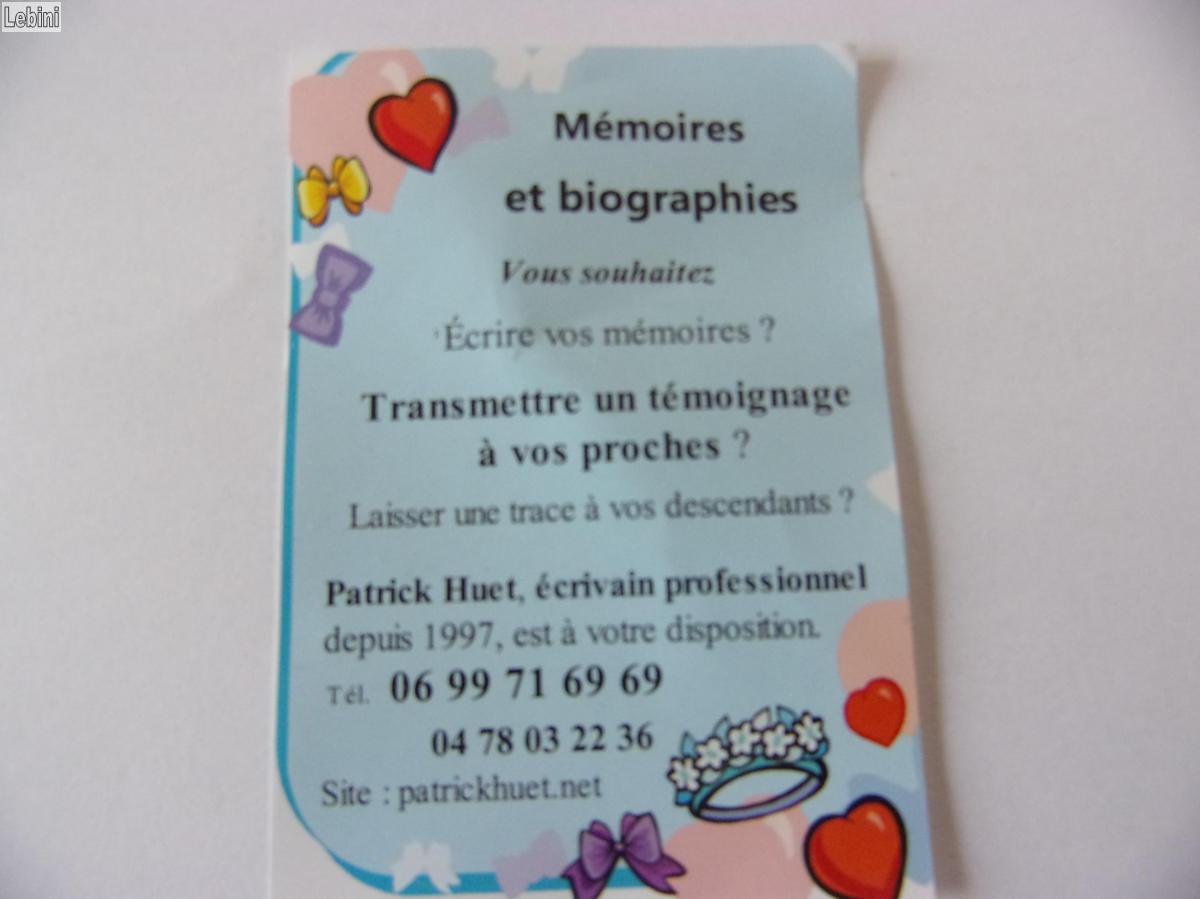 Lebini
Mémoires
et biographies
Vous souhaitez
Écrire vos mémoires ?
Transmettre un témoignage
à vos proches ?
Laisser une trace à vos descendants ?
Patrick Huet, écrivain professionnel
depuis 1997, est à votre disposition.
Tél. 06 99 71 69 69
04 78 03 22 36
Site : patrickhuet.net